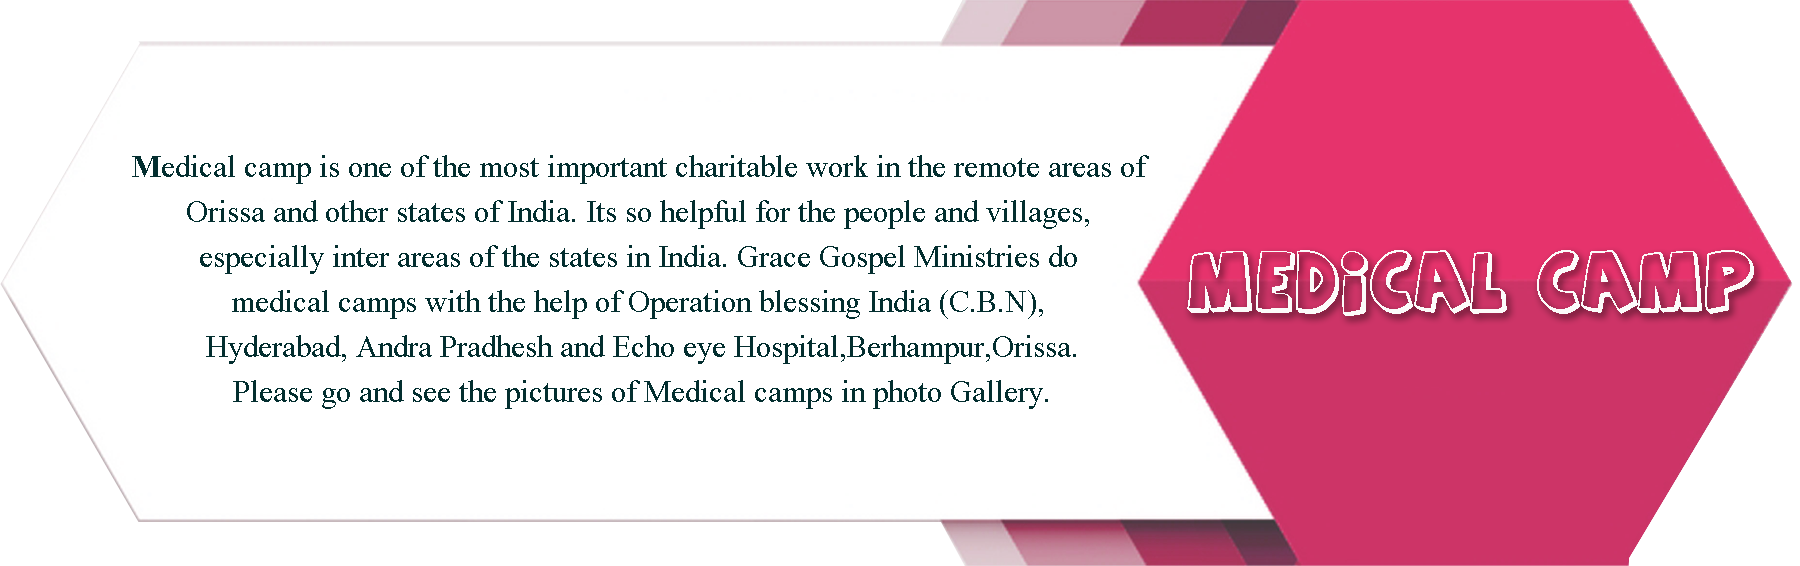 Medical camp is one of the most important charitable work in the remote areas of
Orissa and other states of India. Its so helpful for the people and villages,
especially inter areas of the states in India. Grace Gospel Ministries do
medical camps with the help of Operation blessing India (C.B.N),
Hyderabad, Andra Pradhesh and Echo eye Hospital,Berhampur,Orissa.
Please go and see the pictures of Medical camps in photo Gallery.
MEDiCAL CAMP